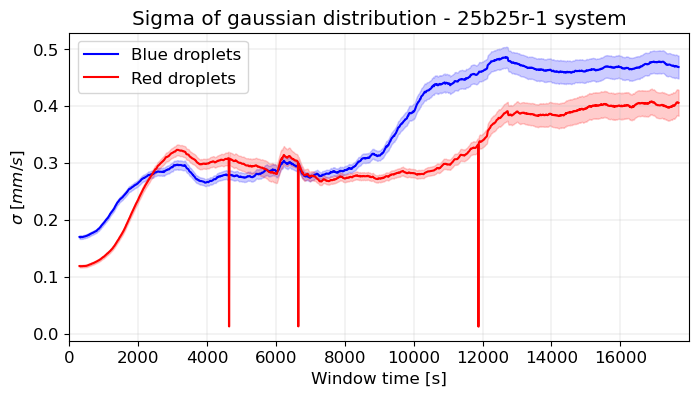 Sigma of gaussian distribution - 25b25r-1 system
σ [mm/s]
0.5
0.4
0.3
0.2
0.1
0.0
Blue droplets
Red droplets
0 2000 4000 6000 8000 10000 12000 14000 16000
Window time [s]